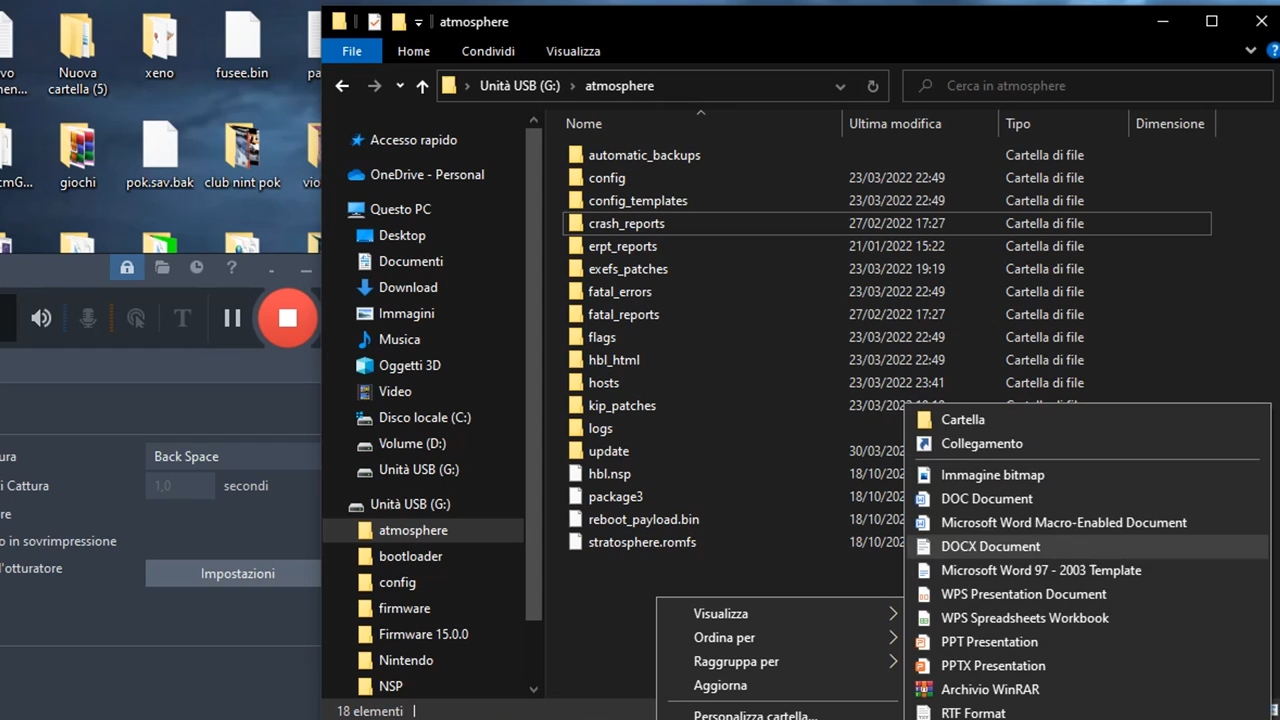 Nuova
cartella (5)
xeno
fusee.bin
giochi
pok.sav.bak
club nint pok
T
?
ura
Back Space
i Cattura
1,0
secondi
re
o in sovrimpressione
l'otturatore
Impostazioni
atmosphere
File
Home
Condividi
Visualizza
?
Unità USB (G:)
atmosphere
Cerca in atmosphere
Nome
Ultima modifica
Tipo
Dimensione
Accesso rapido
OneDrive - Personal
Questo PC
Desktop
Documenti
Download
Immagini
Musica
Oggetti 3D
Video
Disco locale (C:)
Volume (D:)
Unità USB (G:)
Unità USB (G:)
atmosphere
bootloader
config
firmware
Firmware 15.0.0
Nintendo
NSP
18 elementi
automatic_backups Cartella di file
config 23/03/2022 22:49 Cartella di file
config_templates 23/03/2022 22:49 Cartella di file
crash_reports 27/02/2022 17:27 Cartella di file
erpt_reports 21/01/2022 15:22 Cartella di file
exefs_patches 23/03/2022 19:19 Cartella di file
fatal_errors 23/03/2022 22:49 Cartella di file
fatal_reports 27/02/2022 17:27 Cartella di file
flags 23/03/2022 22:49 Cartella di file
hbl_html 23/03/2022 22:49 Cartella di file
hosts 23/03/2022 23:41 Cartella di file
kip_patches 23/03/202
logs
update 30/03/202
hbl.nsp 18/10/202
package3 18/10/202
reboot_payload.bin 18/10/202
stratosphere.romfs 18/10/202
Visualizza
Ordina per
Raggruppa per
Aggiorna
Personalizza cartella...
Cartella
Collegamento
Immagine bitmap
DOC Document
Microsoft Word Macro-Enabled Document
DOCX Document
Microsoft Word 97 - 2003 Template
WPS Presentation Document
WPS Spreadsheets Workbook
PPT Presentation
PPTX Presentation
Archivio WinRAR
RTF Format